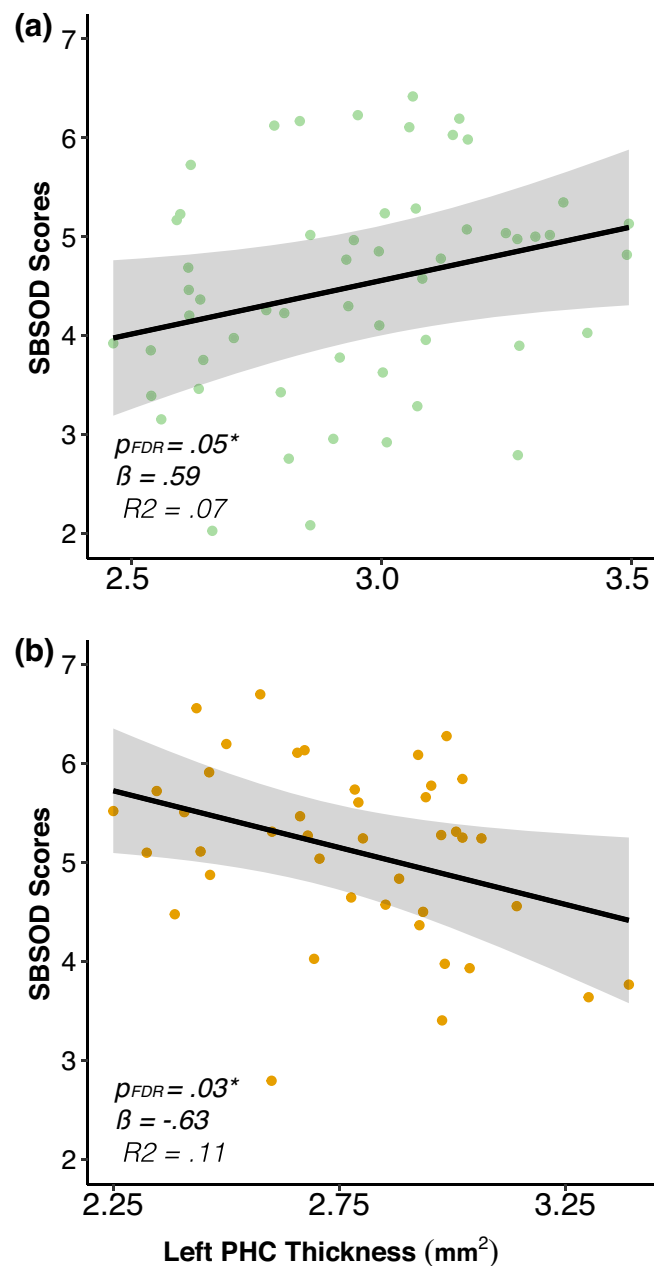 (a)
7
6
5
4
3
2
SBSOD Scores
pFDR = .05*
ß = .59
R2 = .07
2.5 3.0 3.5
(b)
7
6
5
4
3
2
SBSOD Scores
pFDR = .03*
ß = -.63
R2 = .11
2.25 2.75 3.25
Left PHC Thickness (mm²)